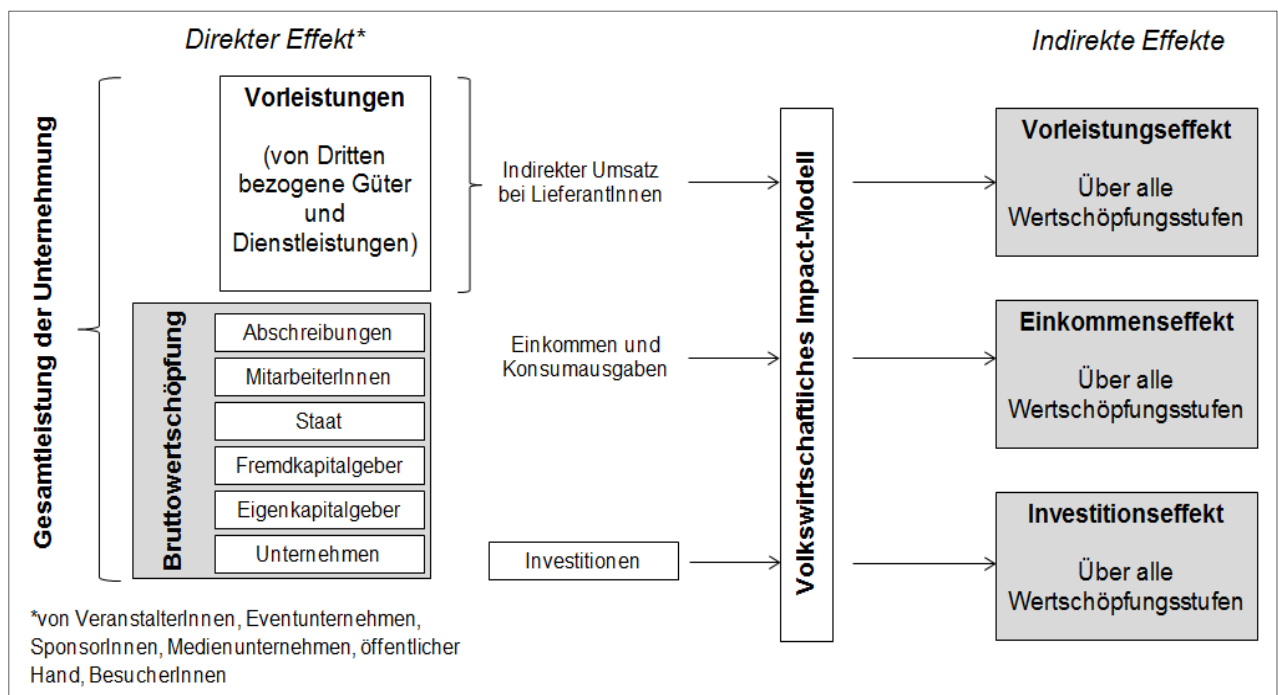 Direkter Effekt*
Indirekte Effekte
Gesamtleistung der Unternehmung
Vorleistungen
(von Dritten
bezogene Güter
und
Dienstleistungen)
Bruttowertschöpfung
Abschreibungen
MitarbeiterInnen
Staat
Fremdkapitalgeber
Eigenkapitalgeber
Unternehmen
Indirekter Umsatz
bei LieferantInnen
Einkommen und
Konsumausgaben
Investitionen
Volkswirtschaftliches Impact-Modell
Vorleistungseffekt
Über alle
Wertschöpfungsstufen
Einkommenseffekt
Über alle
Wertschöpfungsstufen
Investitionseffekt
Über alle
Wertschöpfungsstufen
*von VeranstalterInnen, Eventunternehmen,
SponsorInnen, Medienunternehmen, öffentlicher
Hand, BesucherInnen